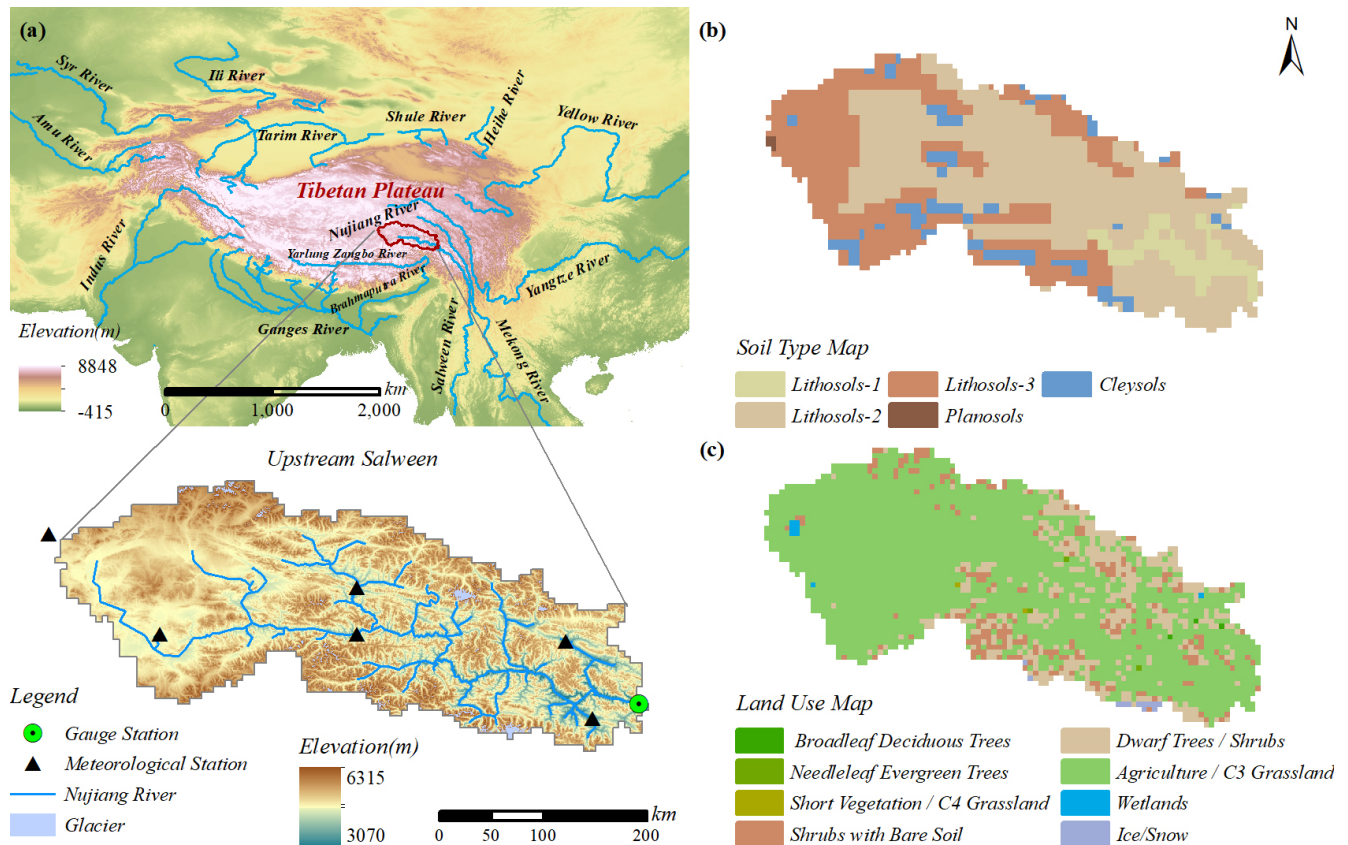 (a)
Syr River
Ili River
Amu River
Tarim River
Shule River
Heihe River
Yellow River
Tibetan Plateau
Nujiang River
Indus River
Yarlung Zangbo River
Brahmaputra River
Ganges River
Yangtze River
Salween River
Mekong River
Elevation(m)
8848
-415
km
0 1,000 2,000
Upstream Salween
Legend
Gauge Station
Meteorological Station
Nujiang River
Glacier
Elevation(m)
6315
3070
km
0 50 100 200
(b)
N
Soil Type Map
Lithosols-1 Lithosols-3 Cleysols
Lithosols-2 Planosols
(c)
Land Use Map
Broadleaf Deciduous Trees Dwarf Trees / Shrubs
Needleleaf Evergreen Trees Agriculture / C3 Grassland
Short Vegetation / C4 Grassland Wetlands
Shrubs with Bare Soil Ice/Snow